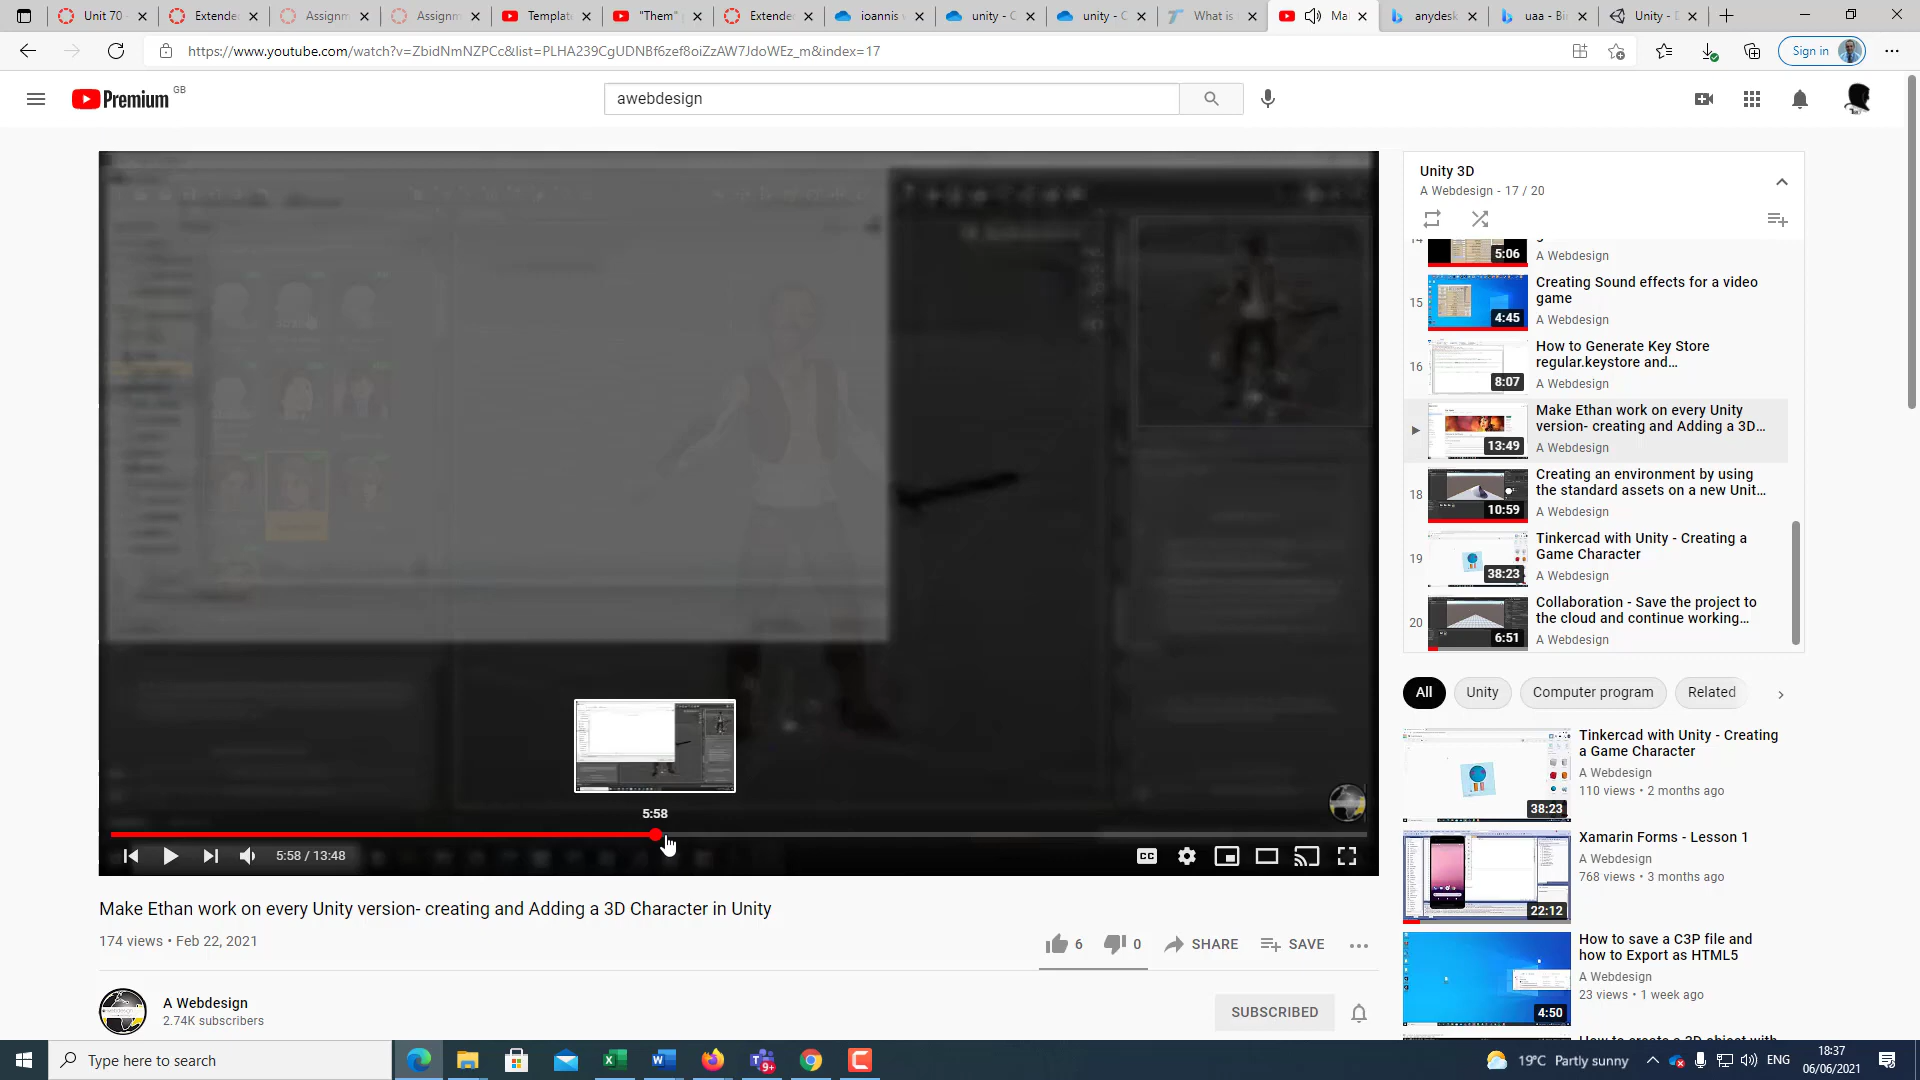 Unit 70
Extende
Assignm
Assignm
Template
"Them"
Extende
ioannis v
unity - C
unity - C
What is
Ma
anydesk
uaa - Bi
Unity - D
https://www.youtube.com/watch?v=ZbidNmNZPCc&list=PLHA239CgUDNBf6zef8oiZzAW7JdoWEz_m&index=17
Sign in
Premium GB
awebdesign
Unity 3D
A Webdesign - 17 / 20
14
5:06
A Webdesign
15
4:45
Creating Sound effects for a video
game
A Webdesign
16
8:07
How to Generate Key Store
regular.keystore and...
A Webdesign
13:49
Make Ethan work on every Unity
version- creating and Adding a 3D...
A Webdesign
18
10:59
Creating an environment by using
the standard assets on a new Unit...
A Webdesign
19
38:23
Tinkercad with Unity - Creating a
Game Character
A Webdesign
20
6:51
Collaboration - Save the project to
the cloud and continue working...
A Webdesign
All
Unity
Computer program
Related
38:23
Tinkercad with Unity - Creating
a Game Character
A Webdesign
110 views • 2 months ago
22:12
Xamarin Forms - Lesson 1
A Webdesign
768 views • 3 months ago
4:50
How to save a C3P file and
how to Export as HTML5
A Webdesign
23 views • 1 week ago
5:58
5:58 / 13:48
CC
Make Ethan work on every Unity version- creating and Adding a 3D Character in Unity
174 views • Feb 22, 2021
6
0
SHARE
SAVE
A Webdesign
2.74K subscribers
SUBSCRIBED
Type here to search
9+
19°C Partly sunny
ENG
18:37
06/06/2021